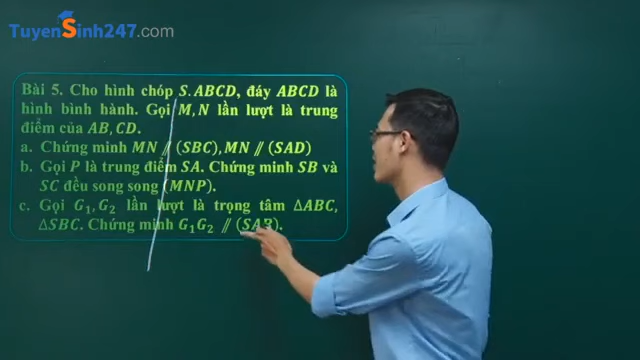 TuyenSinh247.com
Bài 5. Cho hình chóp S.ABCD, đáy ABCD là
hình bình hành. Gọi M, N lần lượt là trung
điểm của AB, CD.
a. Chứng minh MN // (SBC), MN // (SAD)
b. Gọi P là trung điểm SA. Chứng minh SB và
SC đều song song (MNP).
c. Gọi G₁, G₂ lần lượt là trọng tâm ΔABC,
ΔSBC. Chứng minh G₁G₂ // (SAB).